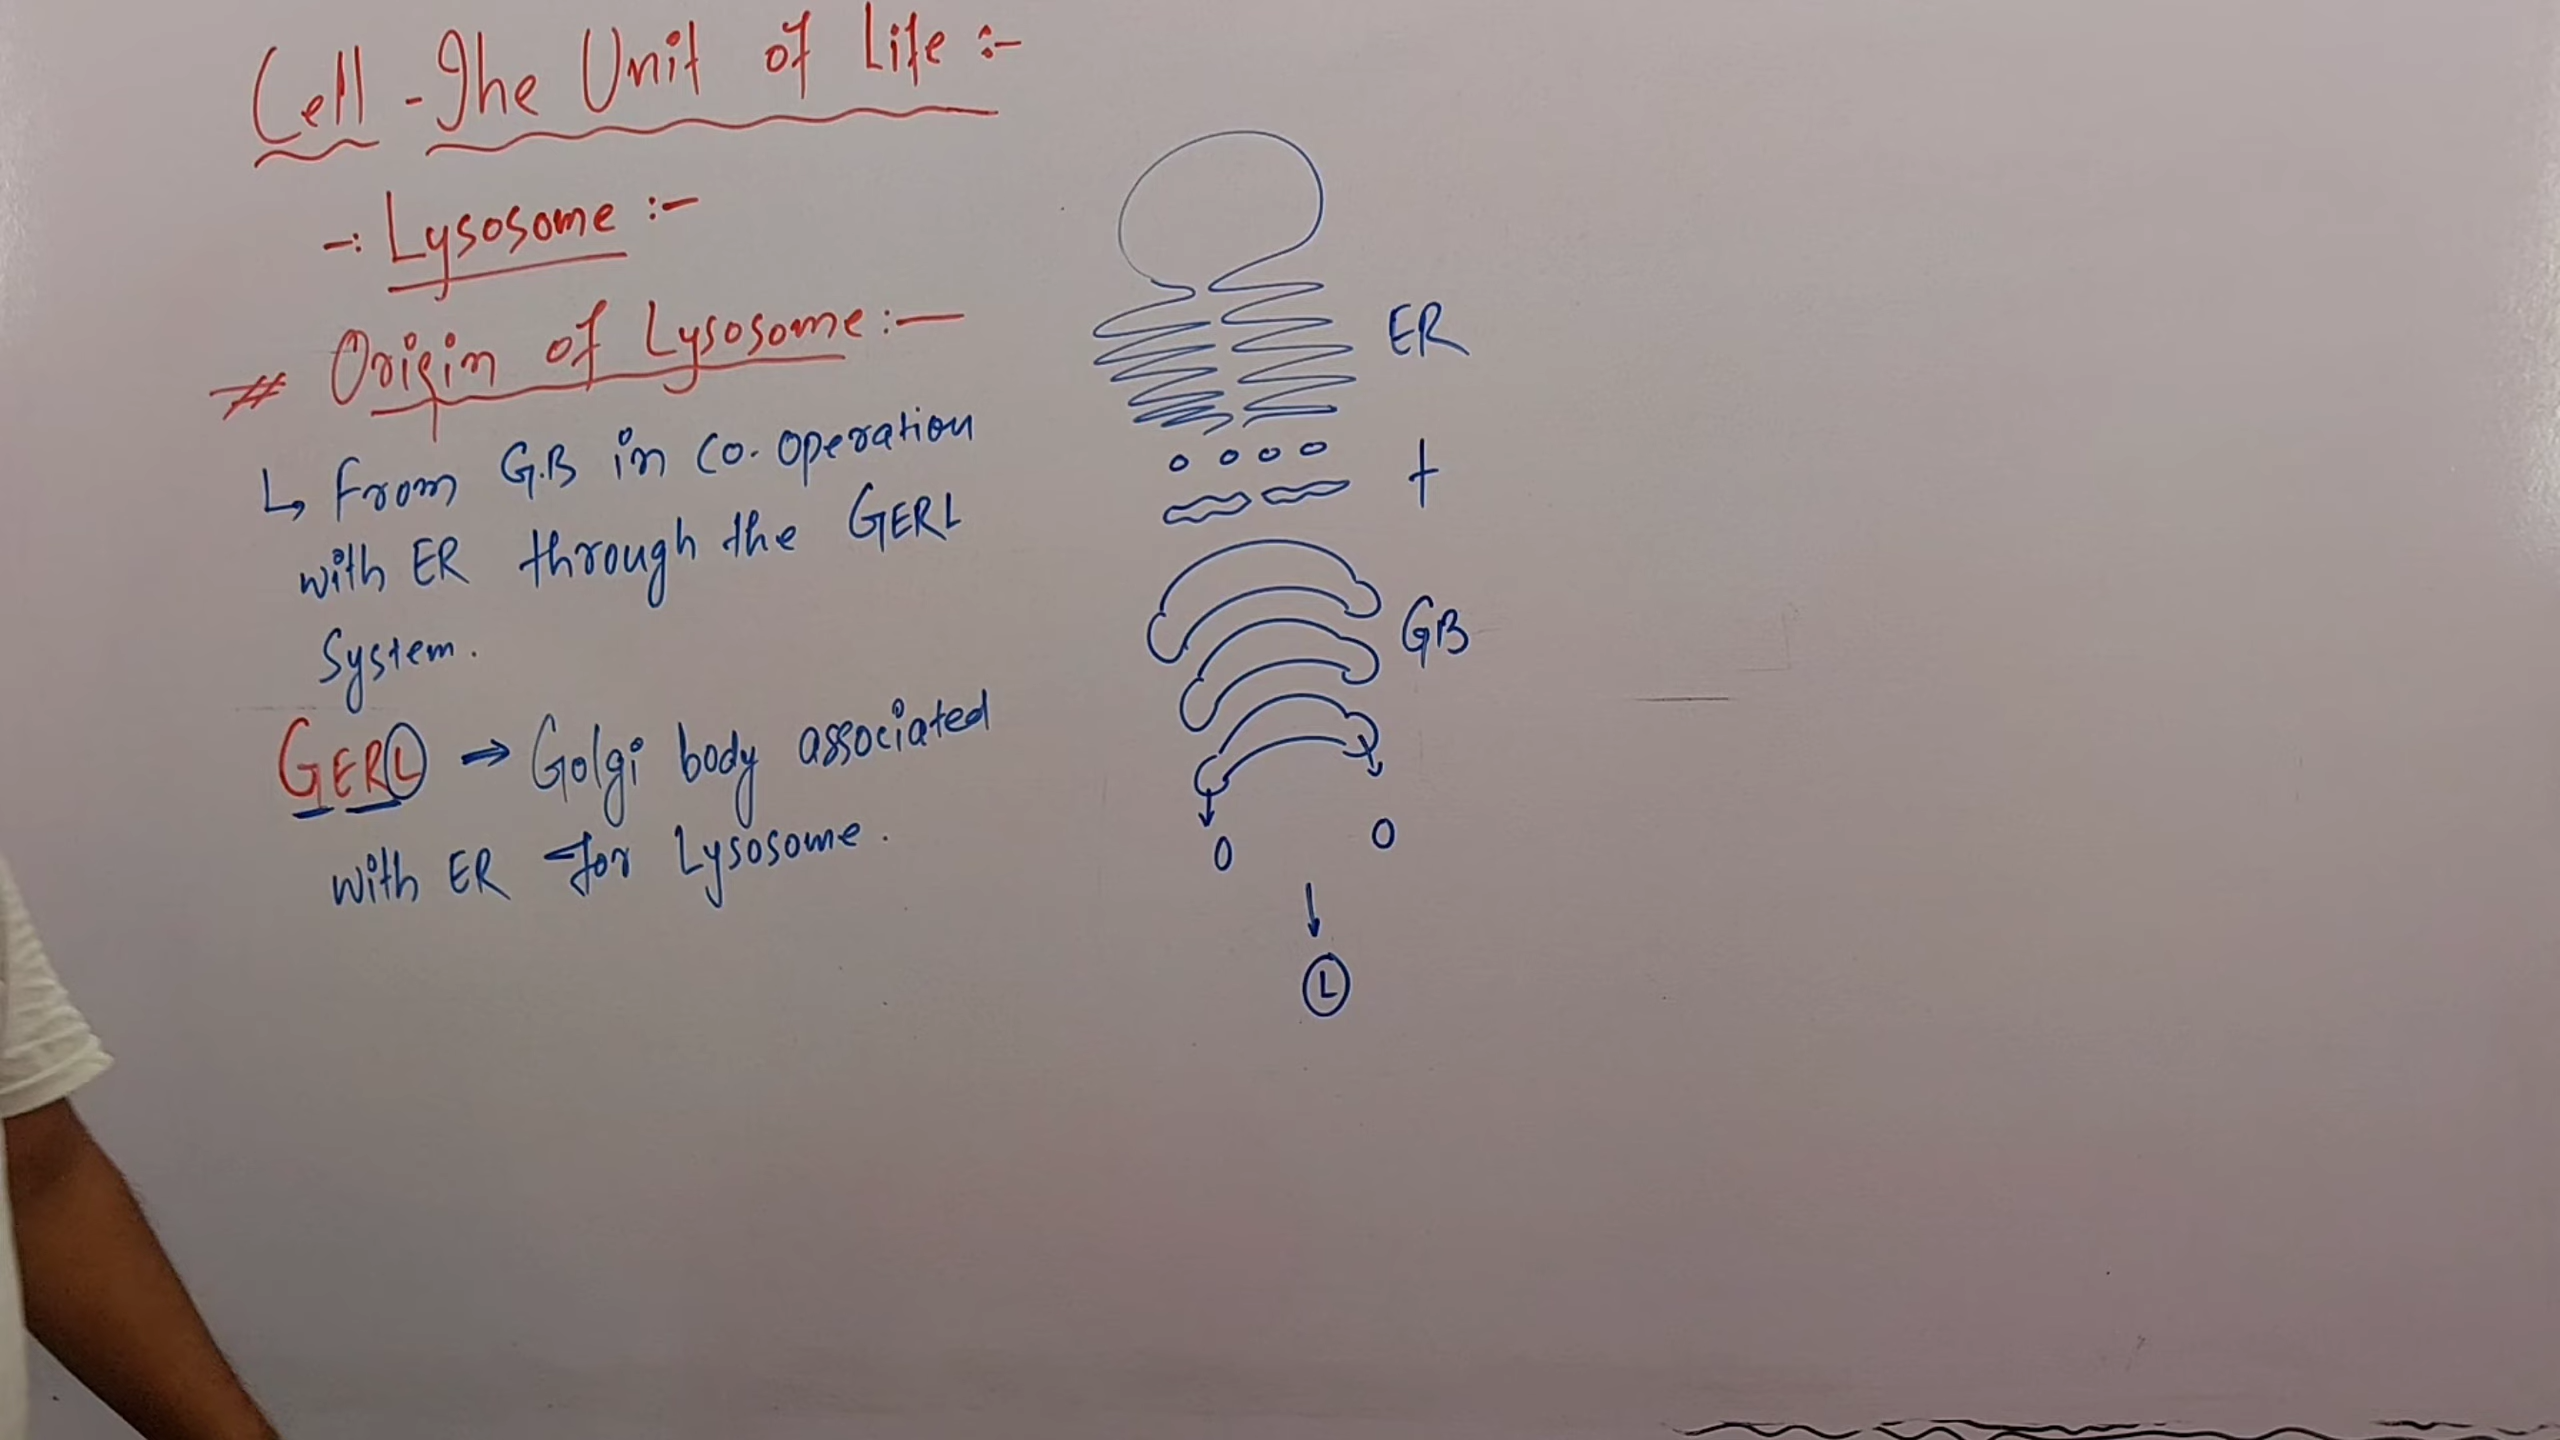 Cell - The Unit of Life :-
-: Lysosome :-
# Origin of Lysosome :-
↳ From G.B in co-operation
with ER through the GERL
System.
GERL → Golgi body associated
with ER for Lysosome.
ER
+
GB
L